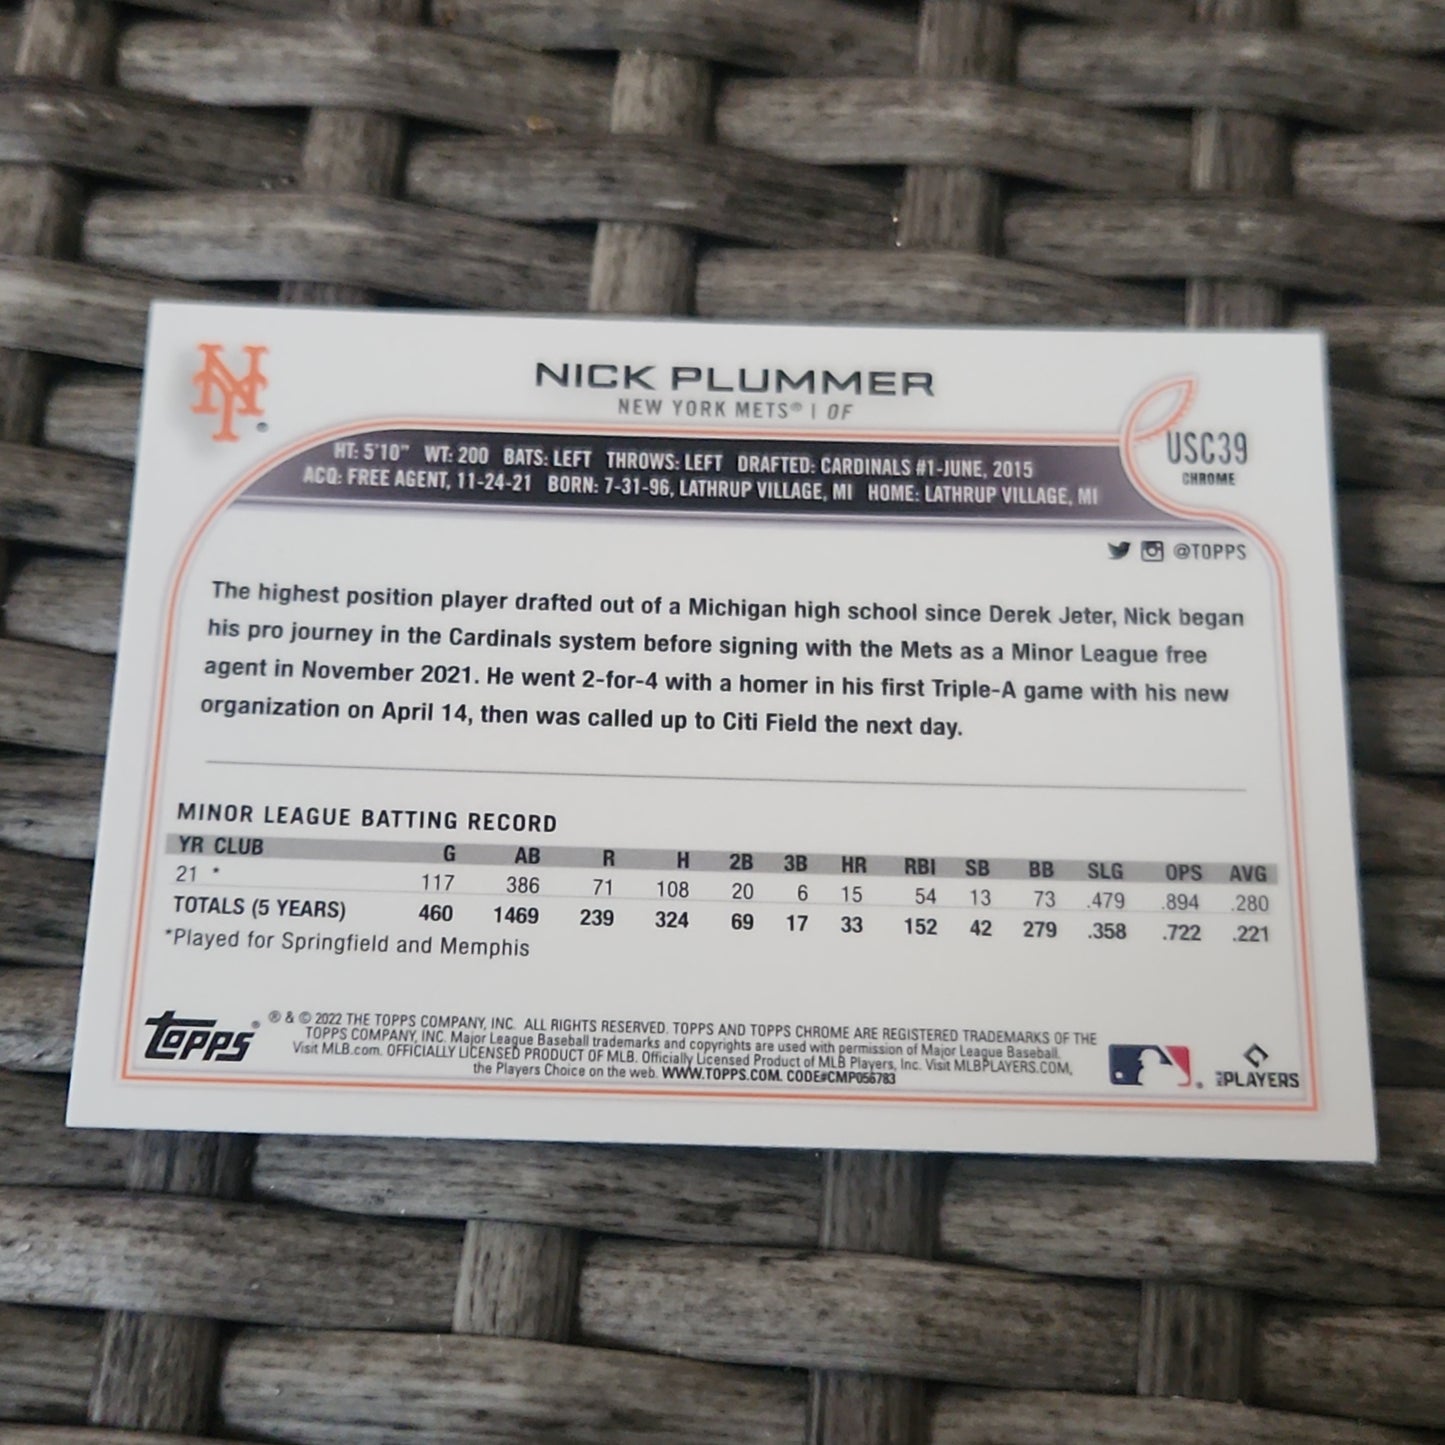 NY
NICK PLUMMER
NEW YORK METS® | OF
USC39
CHROME
HT: 5'10" WT: 200 BATS: LEFT THROWS: LEFT DRAFTED: CARDINALS #1-JUNE, 2015
ACQ: FREE AGENT, 11-24-21 BORN: 7-31-96, LATHRUP VILLAGE, MI HOME: LATHRUP VILLAGE, MI
@TOPPS
The highest position player drafted out of a Michigan high school since Derek Jeter, Nick began
his pro journey in the Cardinals system before signing with the Mets as a Minor League free
agent in November 2021. He went 2-for-4 with a homer in his first Triple-A game with his new
organization on April 14, then was called up to Citi Field the next day.
MINOR LEAGUE BATTING RECORD
YR CLUB G AB R H 2B 3B HR RBI SB BB SLG OPS AVG
21 * 117 386 71 108 20 6 15 54 13 73 .479 .894 .280
TOTALS (5 YEARS) 460 1469 239 324 69 17 33 152 42 279 .358 .722 .221
*Played for Springfield and Memphis
topps®
® & © 2022 THE TOPPS COMPANY, INC. ALL RIGHTS RESERVED. TOPPS AND TOPPS CHROME ARE REGISTERED TRADEMARKS OF THE
TOPPS COMPANY, INC. Major League Baseball trademarks and copyrights are used with permission of Major League Baseball.
Visit MLB.com. OFFICIALLY LICENSED PRODUCT OF MLB. Officially Licensed Product of MLB Players, Inc. Visit MLBPLAYERS.COM,
the Players Choice on the web. WWW.TOPPS.COM. CODE#CMP056783
MLB PLAYERS